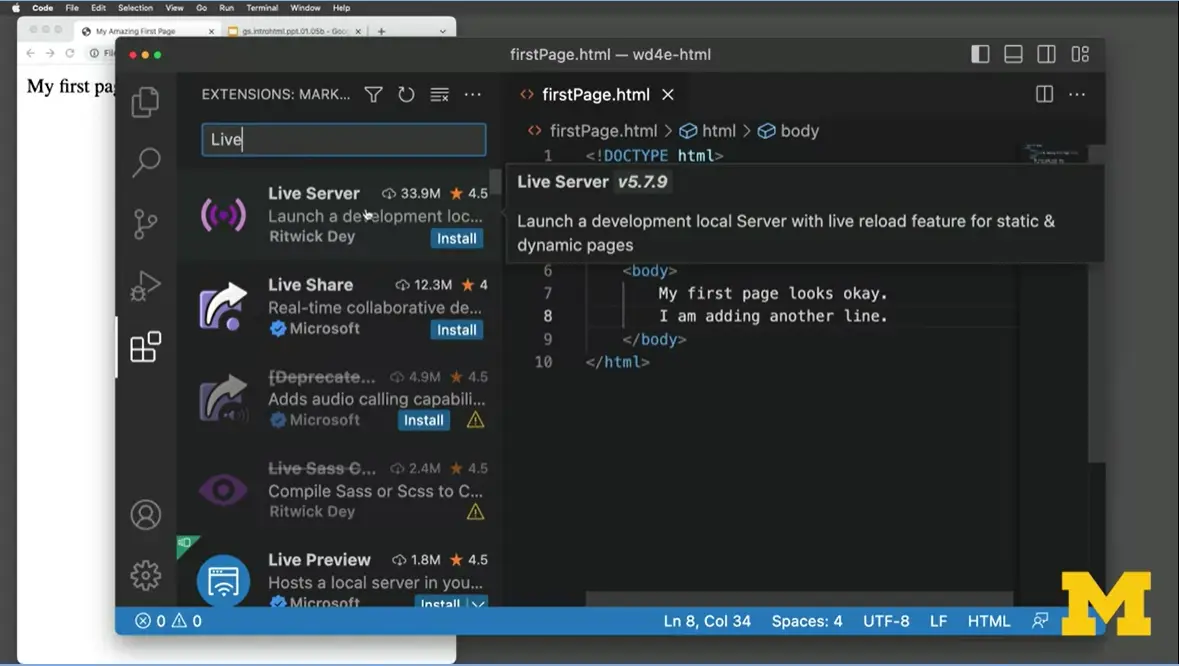 Code File Edit Selection View Go Run Terminal Window Help
My Amazing First Page
gs.introhtml.ppt.01.05b - Goo
File
My first pag
firstPage.html — wd4e-html
EXTENSIONS: MARK...
Live
Live Server 33.9M 4.5
Launch a development loc...
Ritwick Dey Install
Live Share 12.3M 4
Real-time collaborative de...
Microsoft Install
[Deprecate... 4.9M 4.5
Adds audio calling capabili...
Microsoft Install
Live Sass C... 2.4M 4.5
Compile Sass or Scss to C...
Ritwick Dey
Live Preview 1.8M 4.5
Hosts a local server in you...
Microsoft Install
firstPage.html
firstPage.html > html > body
1 <!DOCTYPE html>
Live Server v5.7.9
Launch a development local Server with live reload feature for static &
dynamic pages
6 <body>
7 My first page looks okay.
8 I am adding another line.
9 </body>
10 </html>
0 0
Ln 8, Col 34 Spaces: 4 UTF-8 LF HTML
M